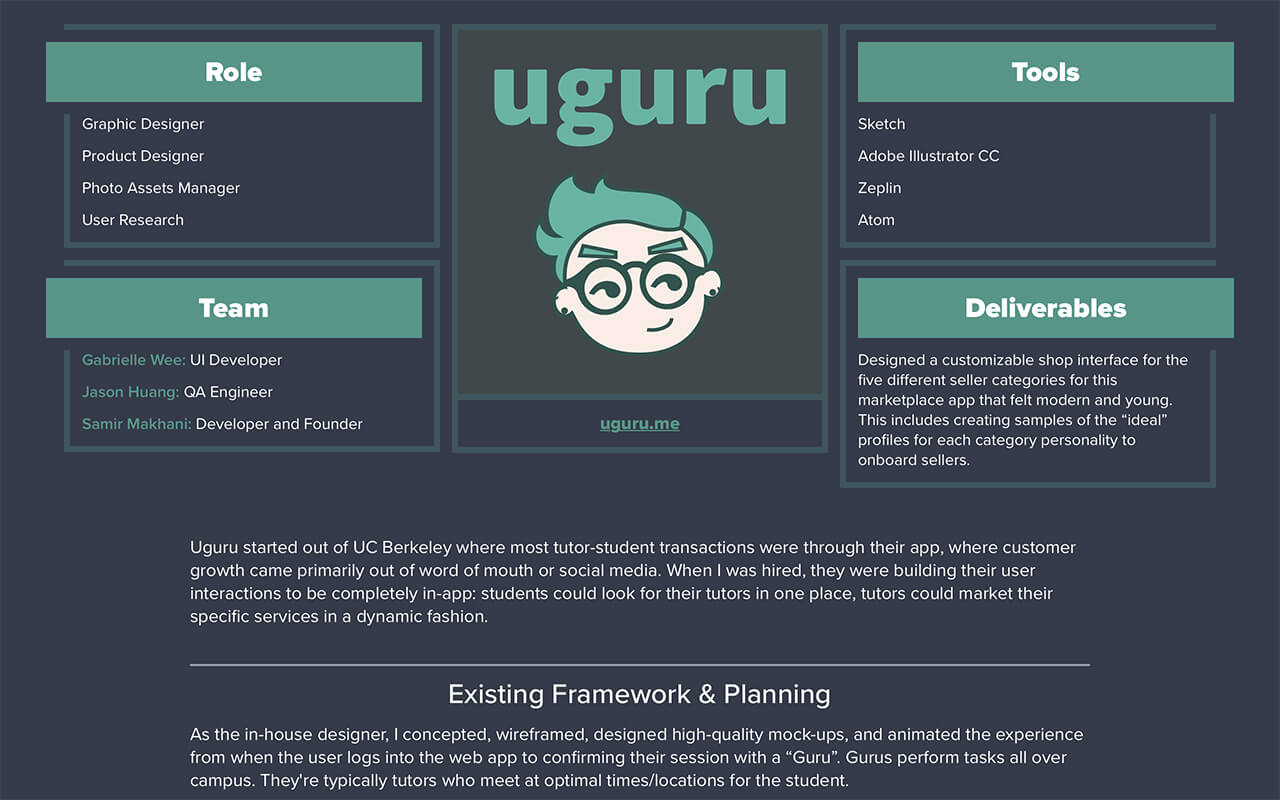 Role
Graphic Designer
Product Designer
Photo Assets Manager
User Research
Team
Gabrielle Wee: UI Developer
Jason Huang: QA Engineer
Samir Makhani: Developer and Founder
uguru
uguru.me
Tools
Sketch
Adobe Illustrator CC
Zeplin
Atom
Deliverables
Designed a customizable shop interface for the
five different seller categories for this
marketplace app that felt modern and young.
This includes creating samples of the “ideal”
profiles for each category personality to
onboard sellers.
Uguru started out of UC Berkeley where most tutor-student transactions were through their app, where customer
growth came primarily out of word of mouth or social media. When I was hired, they were building their user
interactions to be completely in-app: students could look for their tutors in one place, tutors could market their
specific services in a dynamic fashion.
Existing Framework & Planning
As the in-house designer, I concepted, wireframed, designed high-quality mock-ups, and animated the experience
from when the user logs into the web app to confirming their session with a “Guru”. Gurus perform tasks all over
campus. They're typically tutors who meet at optimal times/locations for the student.